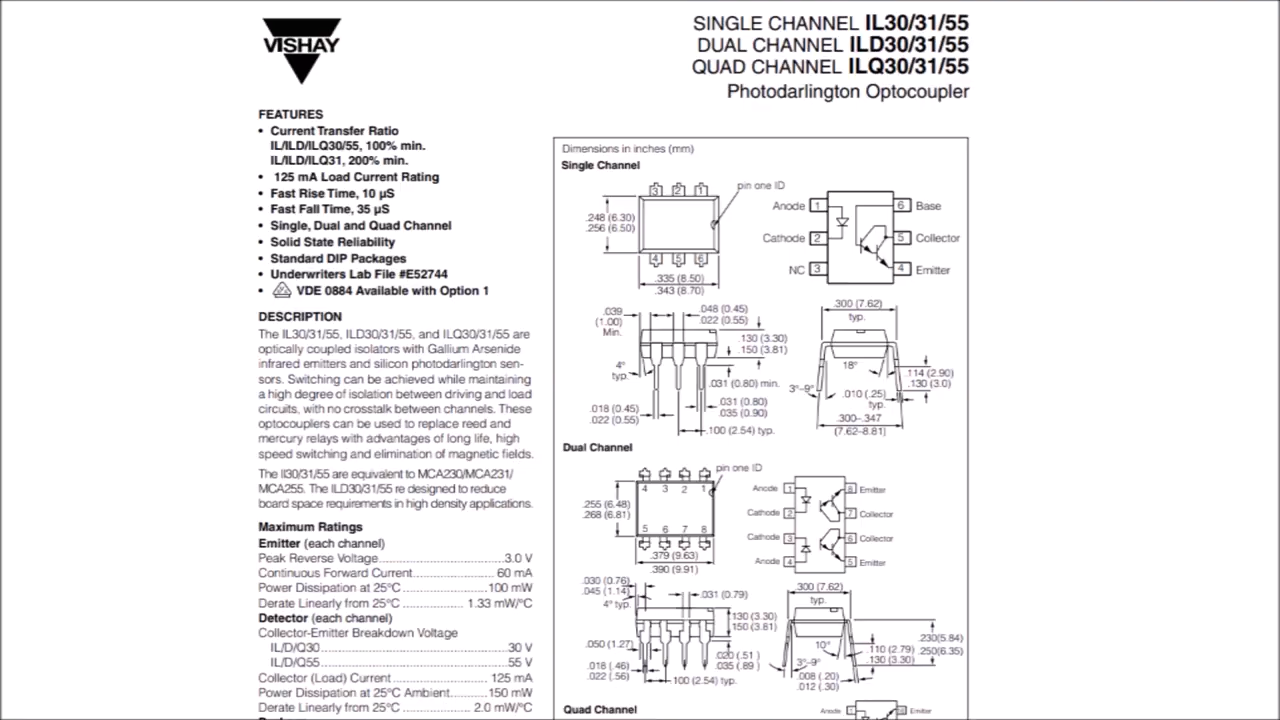 VISHAY
SINGLE CHANNEL IL30/31/55
DUAL CHANNEL ILD30/31/55
QUAD CHANNEL ILQ30/31/55
Photodarlington Optocoupler
FEATURES
• Current Transfer Ratio
IL/ILD/ILQ30/55, 100% min.
IL/ILD/ILQ31, 200% min.
• 125 mA Load Current Rating
• Fast Rise Time, 10 µS
• Fast Fall Time, 35 µS
• Single, Dual and Quad Channel
• Solid State Reliability
• Standard DIP Packages
• Underwriters Lab File #E52744
• VDE 0884 Available with Option 1
DESCRIPTION
The IL30/31/55, ILD30/31/55, and ILQ30/31/55 are
optically coupled isolators with Gallium Arsenide
infrared emitters and silicon photodarlington sen-
sors. Switching can be achieved while maintaining
a high degree of isolation between driving and load
circuits, with no crosstalk between channels. These
optocouplers can be used to replace reed and
mercury relays with advantages of long life, high
speed switching and elimination of magnetic fields.
The Il30/31/55 are equivalent to MCA230/MCA231/
MCA255. The ILD30/31/55 re designed to reduce
board space requirements in high density applications.
Maximum Ratings
Emitter (each channel)
Peak Reverse Voltage...............................3.0 V
Continuous Forward Current....................60 mA
Power Dissipation at 25°C.....................100 mW
Derate Linearly from 25°C ................ 1.33 mW/°C
Detector (each channel)
Collector-Emitter Breakdown Voltage
IL/D/Q30..............................................30 V
IL/D/Q55..............................................55 V
Collector (Load) Current ........................ 125 mA
Power Dissipation at 25°C Ambient..........150 mW
Derate Linearly from 25°C .................. 2.0 mW/°C
Dimensions in inches (mm)
Single Channel
3 2 1
pin one ID
.248 (6.30)
.256 (6.50)
4 5 6
.335 (8.50)
.343 (8.70)
Anode 1
6 Base
Cathode 2
5 Collector
NC 3
4 Emitter
.039
(1.00)
Min.
.048 (0.45)
.022 (0.55)
.130 (3.30)
.150 (3.81)
4°
typ.
.031 (0.80) min.
.018 (0.45)
.022 (0.55)
.031 (0.80)
.035 (0.90)
.100 (2.54) typ.
.300 (7.62)
typ.
18°
3°–9°
.114 (2.90)
.130 (3.0)
.010 (.25)
typ.
.300–.347
(7.62–8.81)
Dual Channel
pin one ID
4 3 2 1
.255 (6.48)
.268 (6.81)
5 6 7 8
.379 (9.63)
.390 (9.91)
Anode 1
8 Emitter
Cathode 2
7 Collector
Cathode 3
6 Collector
Anode 4
5 Emitter
.030 (0.76)
.045 (1.14)
4° typ.
.031 (0.79)
.130 (3.30)
.150 (3.81)
.050 (1.27)
.020 (.51 )
.035 (.89 )
.018 (.46)
.022 (.56)
.100 (2.54) typ.
.300 (7.62)
typ.
10°
3°–9°
.008 (.20)
.012 (.30)
.110 (2.79)
.130 (3.30)
.230(5.84)
.250(6.35)
Quad Channel
Anode 1
Emitter